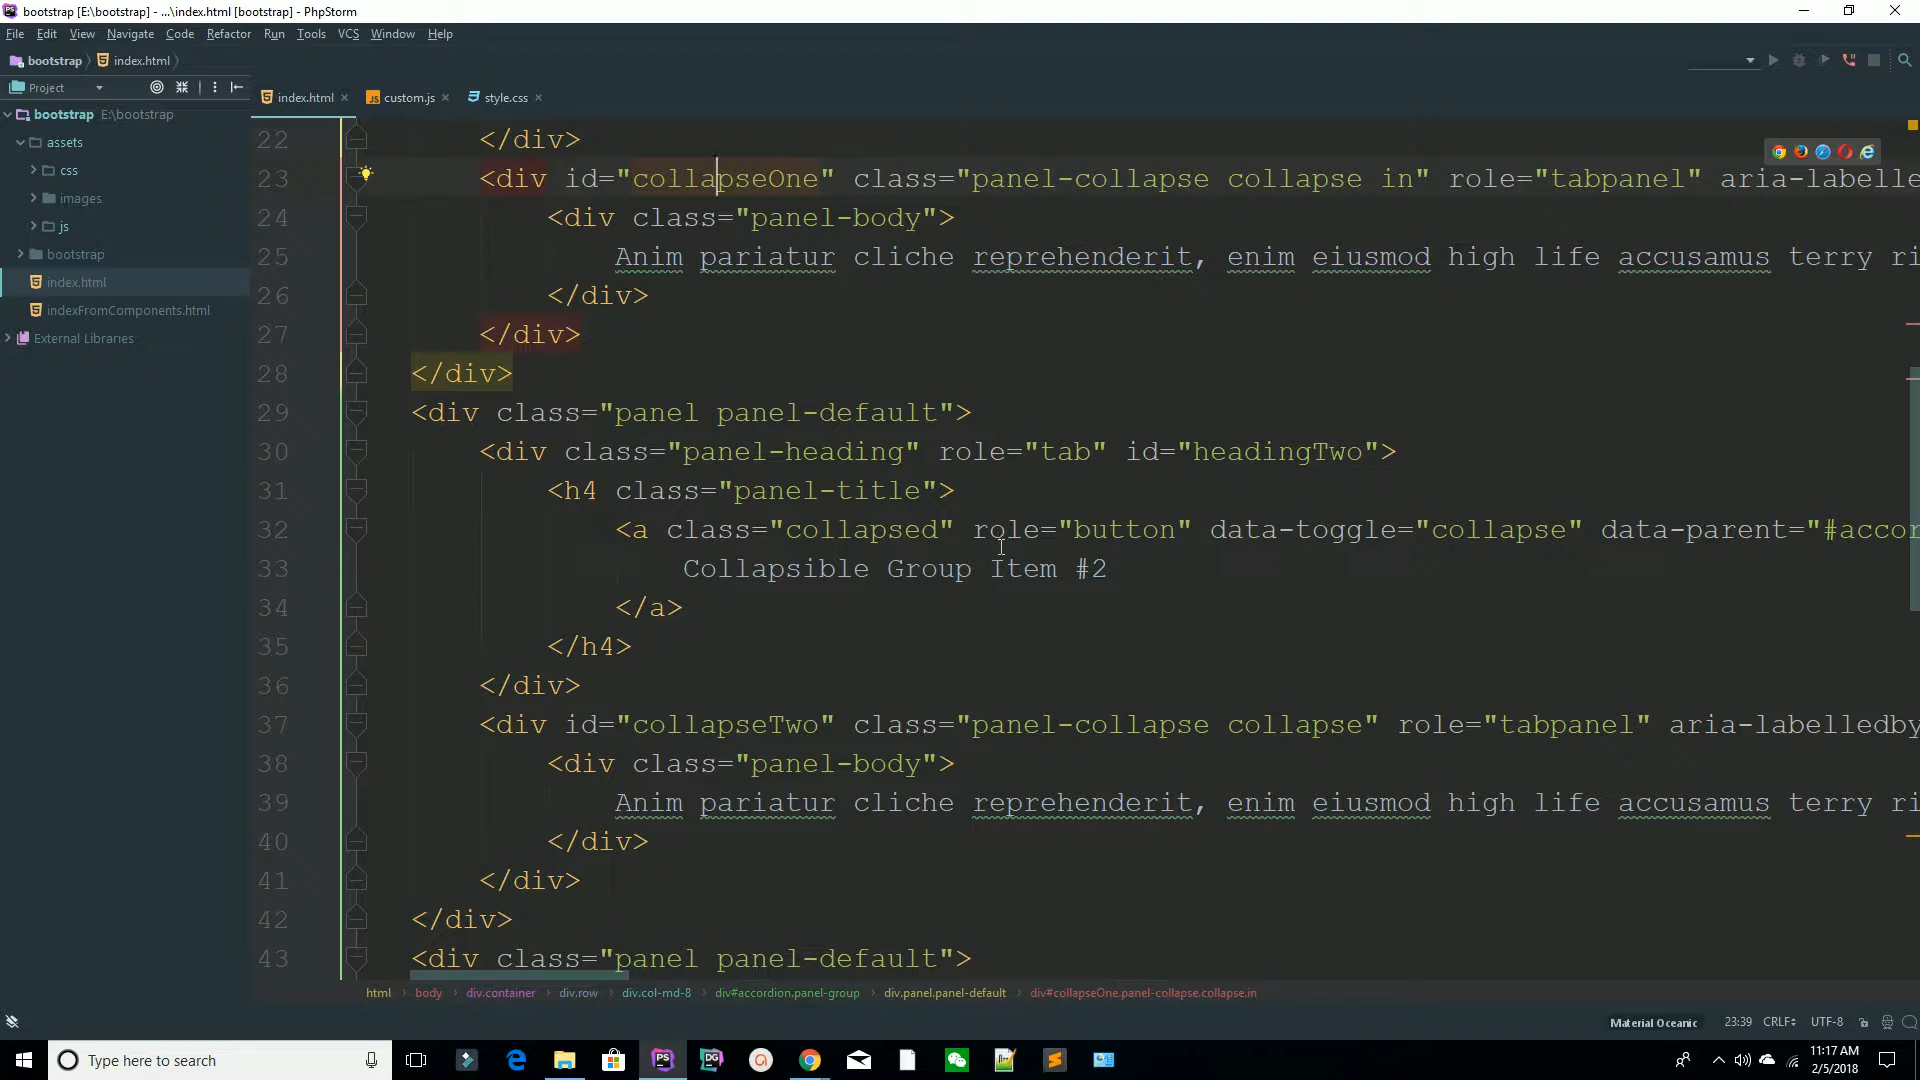 bootstrap [E:\bootstrap] - ...\index.html [bootstrap] - PhpStorm
File Edit View Navigate Code Refactor Run Tools VCS Window Help
bootstrap index.html
Project
index.html custom.js style.css
bootstrap E:\bootstrap
assets
css
images
js
bootstrap
index.html
indexFromComponents.html
External Libraries
22 </div>
23 <div id="collapseOne" class="panel-collapse collapse in" role="tabpanel" aria-labelle
24 <div class="panel-body">
25 Anim pariatur cliche reprehenderit, enim eiusmod high life accusamus terry ri
26 </div>
27 </div>
28 </div>
29 <div class="panel panel-default">
30 <div class="panel-heading" role="tab" id="headingTwo">
31 <h4 class="panel-title">
32 <a class="collapsed" role="button" data-toggle="collapse" data-parent="#accor
33 Collapsible Group Item #2
34 </a>
35 </h4>
36 </div>
37 <div id="collapseTwo" class="panel-collapse collapse" role="tabpanel" aria-labelledby
38 <div class="panel-body">
39 Anim pariatur cliche reprehenderit, enim eiusmod high life accusamus terry ri
40 </div>
41 </div>
42 </div>
43 <div class="panel panel-default">
html body div.container div.row div.col-md-8 div#accordion.panel-group div.panel.panel-default div#collapseOne.panel-collapse.collapse.in
Material Oceanic 23:39 CRLF UTF-8
Type here to search
PS
DG
11:17 AM
2/5/2018